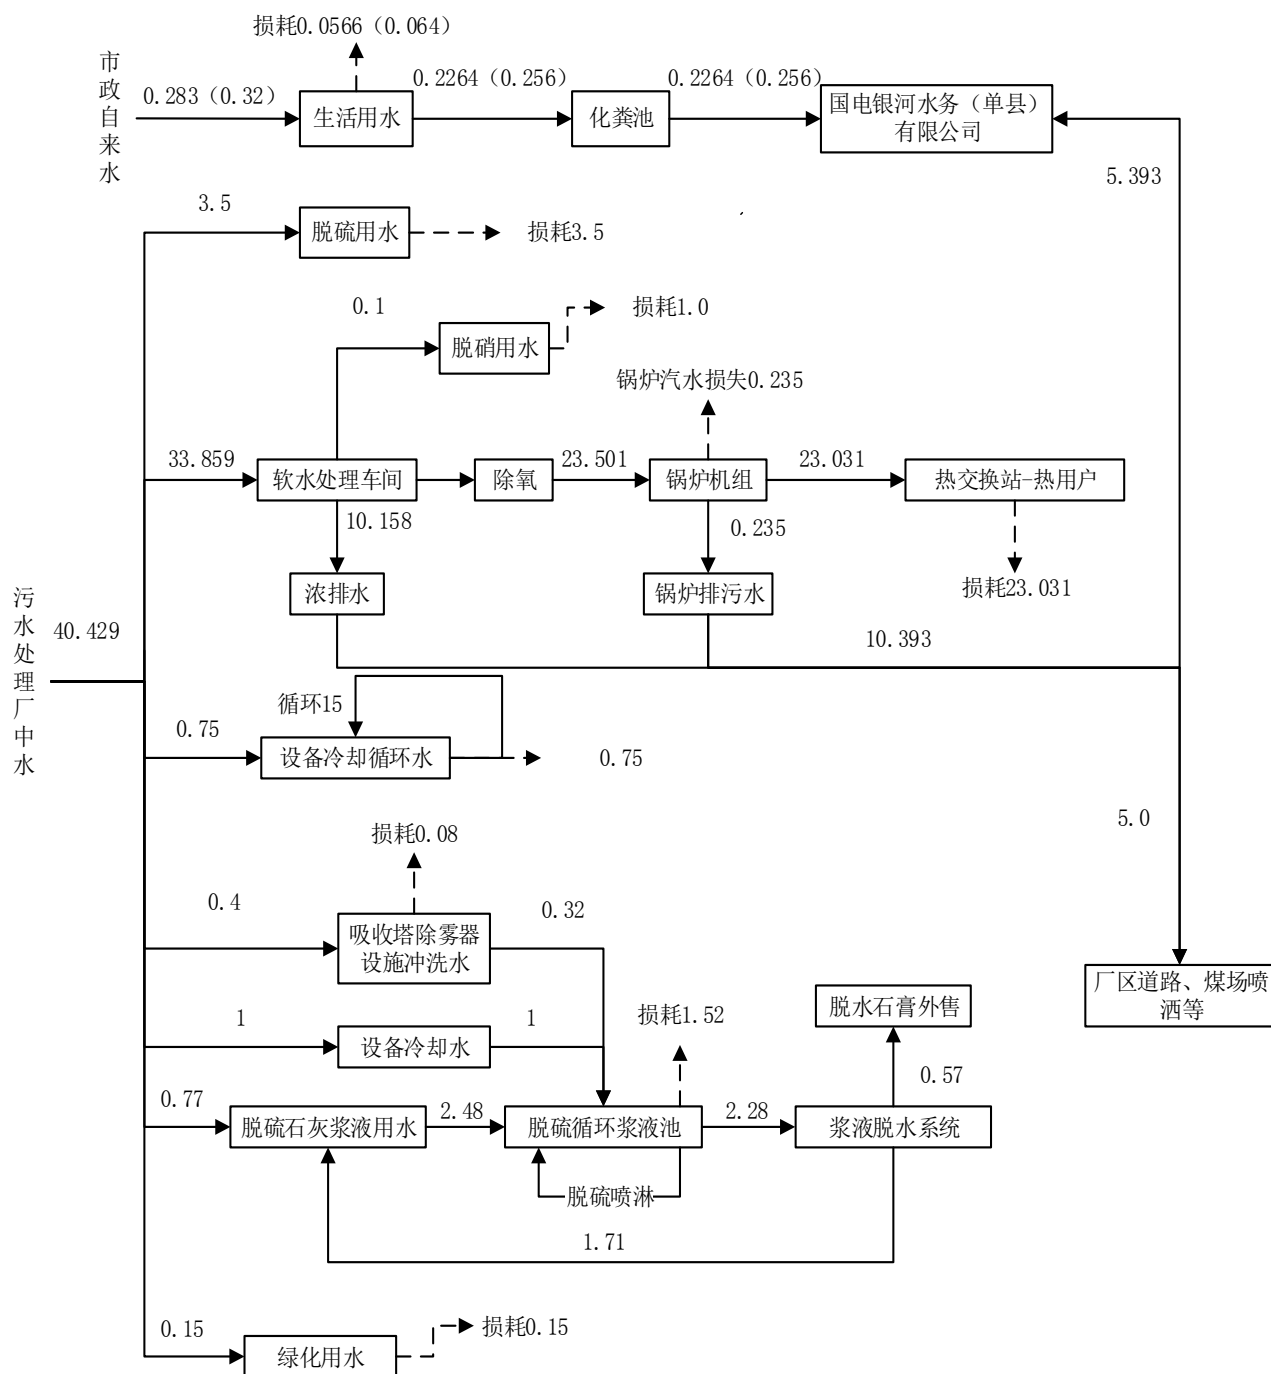 损耗0.0566（0.064）
市政自来水
0.283（0.32）
生活用水
0.2264（0.256）
化粪池
0.2264（0.256）
国电银河水务（单县）
有限公司
5.393
3.5
脱硫用水
损耗3.5
0.1
脱硝用水
损耗1.0
锅炉汽水损失0.235
33.859
软水处理车间
除氧
23.501
锅炉机组
23.031
热交换站-热用户
10.158
0.235
浓排水
锅炉排污水
损耗23.031
污水处理厂中水
40.429
10.393
循环15
0.75
设备冷却循环水
0.75
5.0
损耗0.08
0.4
吸收塔除雾器
设施冲洗水
0.32
厂区道路、煤场喷
洒等
脱水石膏外售
1
设备冷却水
1
损耗1.52
0.57
0.77
脱硫石灰浆液用水
2.48
脱硫循环浆液池
2.28
浆液脱水系统
脱硫喷淋
1.71
0.15
绿化用水
损耗0.15